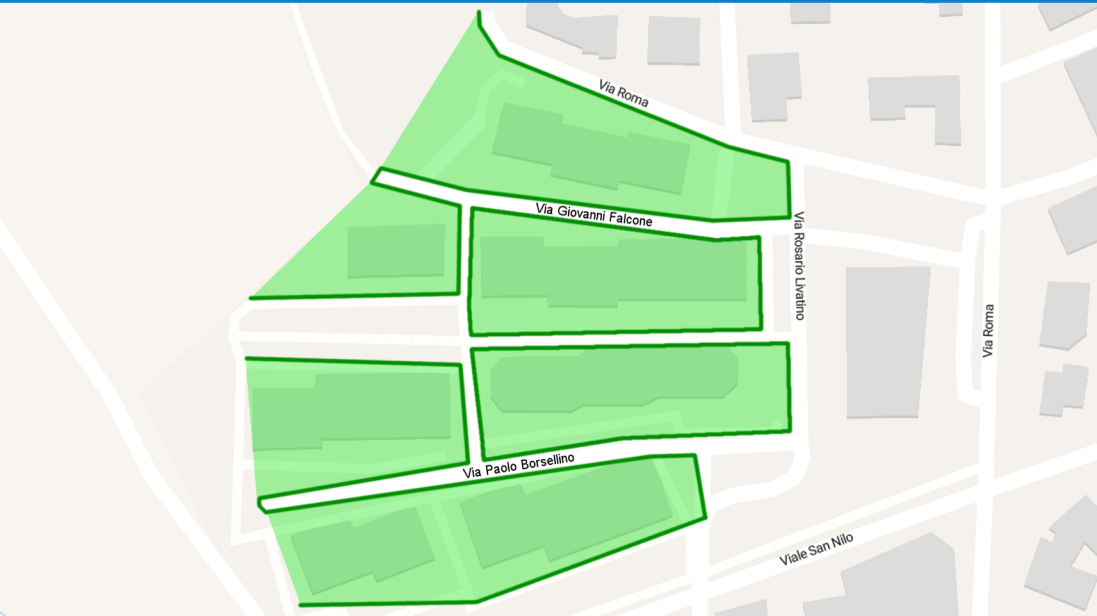 Via Roma
Via Giovanni Falcone
Via Rosario Livatino
Via Roma
Via Paolo Borsellino
Viale San Nilo